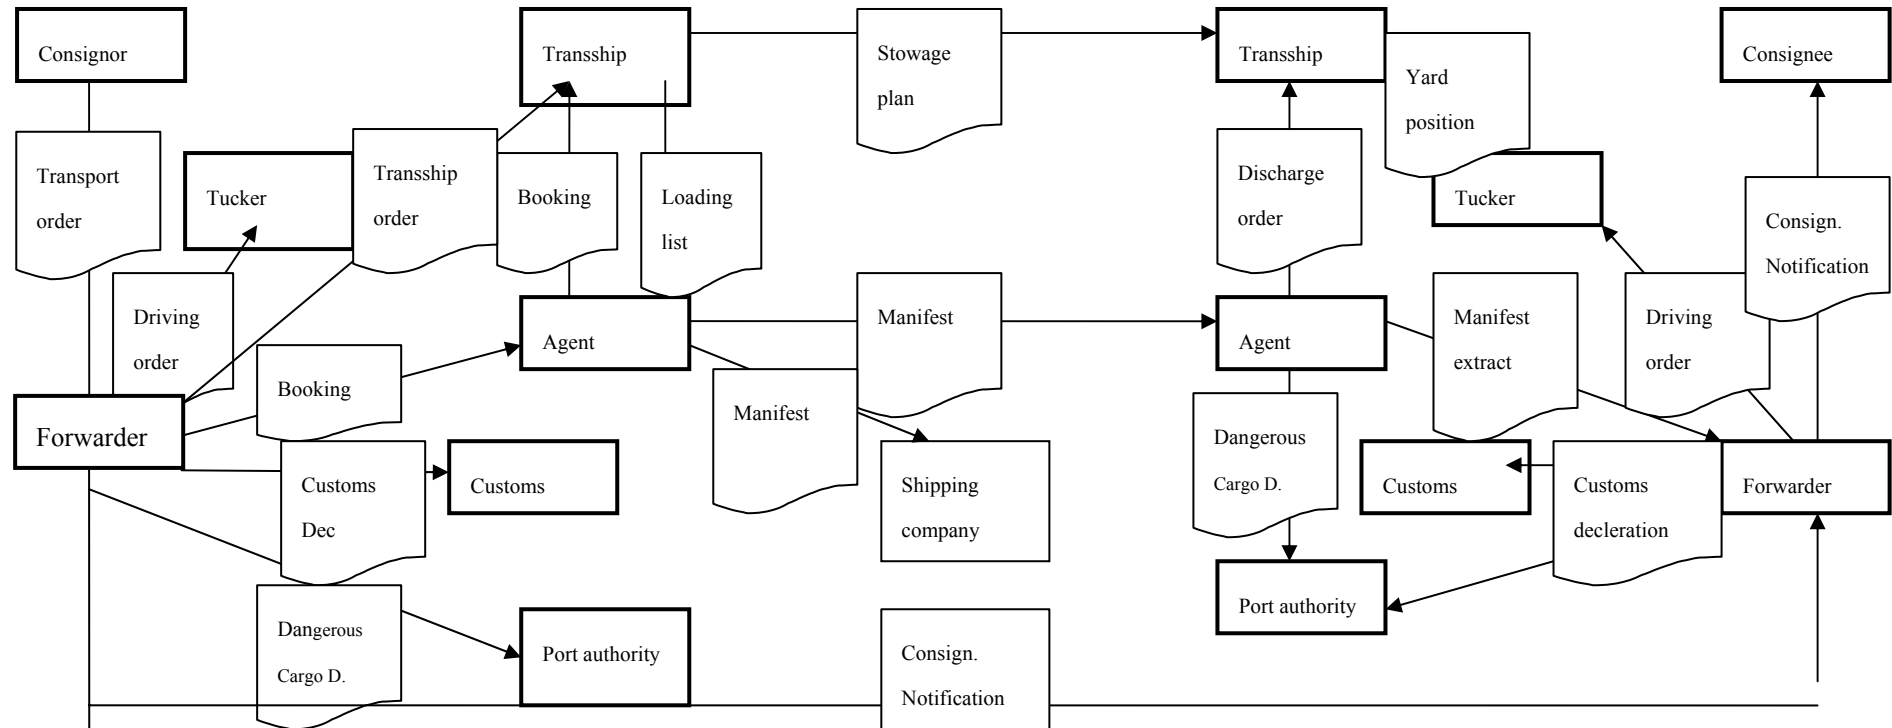 Consignor
Transship
Stowage
plan
Transship
Yard
position
Consignee
Transport
order
Tucker
Transship
order
Booking
Loading
list
Discharge
order
Tucker
Consign.
Notification
Driving
order
Agent
Manifest
Agent
Manifest
extract
Driving
order
Booking
Manifest
Forwarder
Dangerous
Cargo D.
Customs
Dec
Customs
Shipping
company
Customs
Customs
decleration
Forwarder
Dangerous
Cargo D.
Port authority
Consign.
Notification
Port authority